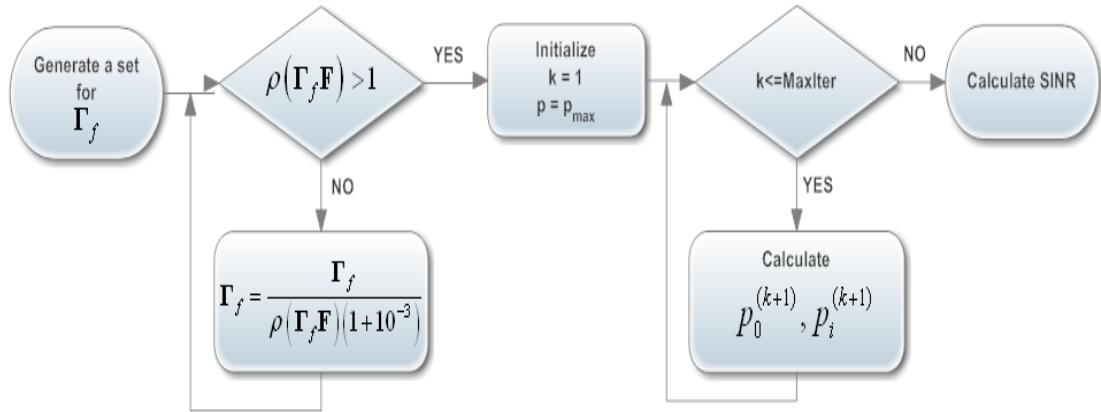 Generate a set
for
Γ_f
ρ(Γ_f F) > 1
YES
NO
Γ_f = Γ_f / ρ(Γ_f F)(1+10^{-3})
Initialize
k = 1
p = p_max
k<=MaxIter
NO
Calculate SINR
YES
Calculate
p_0^{(k+1)}, p_i^{(k+1)}